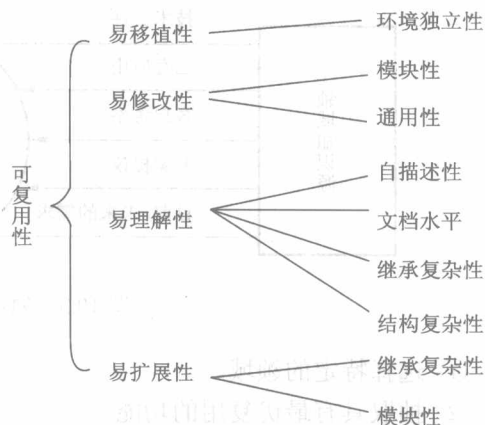 可复用性
易移植性
环境独立性
易修改性
模块性
通用性
易理解性
自描述性
文档水平
继承复杂性
结构复杂性
易扩展性
继承复杂性
模块性